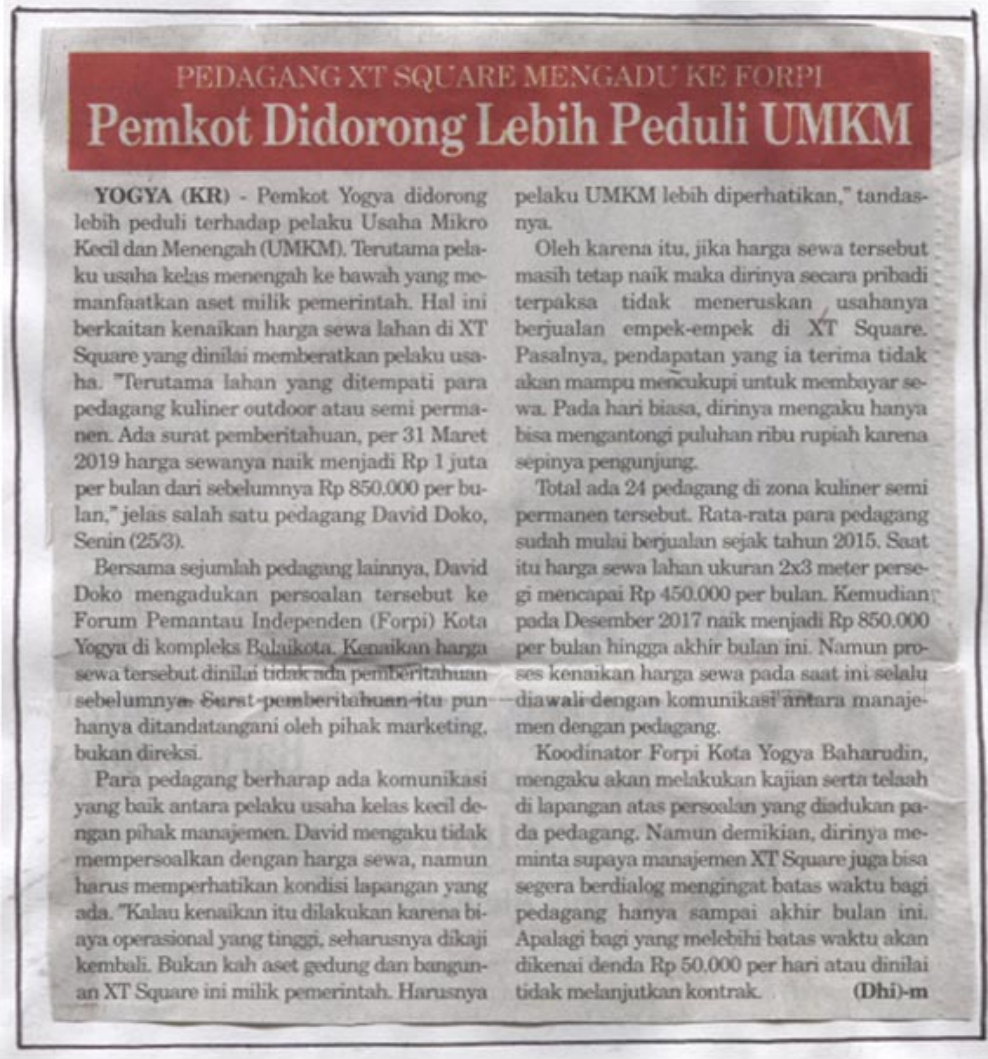 PEDAGANG XT SQUARE MENGADU KE FORPI
Pemkot Didorong Lebih Peduli UMKM
YOGYA (KR) - Pemkot Yogya didorong
lebih peduli terhadap pelaku Usaha Mikro
Kecil dan Menengah (UMKM). Terutama pela-
ku usaha kelas menengah ke bawah yang me-
manfaatkan aset milik pemerintah. Hal ini
berkaitan kenaikan harga sewa lahan di XT
Square yang dinilai memberatkan pelaku usa-
ha. "Terutama lahan yang ditempati para
pedagang kuliner outdoor atau semi perma-
nen. Ada surat pemberitahuan, per 31 Maret
2019 harga sewanya naik menjadi Rp 1 juta
per bulan dari sebelumnya Rp 850.000 per bu-
lan," jelas salah satu pedagang David Doko,
Senin (25/3).
Bersama sejumlah pedagang lainnya, David
Doko mengadukan persoalan tersebut ke
Forum Pemantau Independen (Forpi) Kota
Yogya di kompleks Balaikota. Kenaikan harga
sewa tersebut dinilai tidak ada pemberitahuan
sebelumnya. Surat pemberitahuan itu pun
hanya ditandatangani oleh pihak marketing,
bukan direksi.
Para pedagang berharap ada komunikasi
yang baik antara pelaku usaha kelas kecil de-
ngan pihak manajemen. David mengaku tidak
mempersoalkan dengan harga sewa, namun
harus memperhatikan kondisi lapangan yang
ada. "Kalau kenaikan itu dilakukan karena bi-
aya operasional yang tinggi, seharusnya dikaji
kembali. Bukan kah aset gedung dan bangun-
an XT Square ini milik pemerintah. Harusnya
pelaku UMKM lebih diperhatikan," tandas-
nya.
Oleh karena itu, jika harga sewa tersebut
masih tetap naik maka dirinya secara pribadi
terpaksa tidak meneruskan usahanya
berjualan empek-empek di XT Square.
Pasalnya, pendapatan yang ia terima tidak
akan mampu mencukupi untuk membayar se-
wa. Pada hari biasa, dirinya mengaku hanya
bisa mengantongi puluhan ribu rupiah karena
sepinya pengunjung.
Total ada 24 pedagang di zona kuliner semi
permanen tersebut. Rata-rata para pedagang
sudah mulai berjualan sejak tahun 2015. Saat
itu harga sewa lahan ukuran 2x3 meter perse-
gi mencapai Rp 450.000 per bulan. Kemudian
pada Desember 2017 naik menjadi Rp 850.000
per bulan hingga akhir bulan ini. Namun pro-
ses kenaikan harga sewa pada saat ini selalu
diawali dengan komunikasi antara manaje-
men dengan pedagang.
Koodinator Forpi Kota Yogya Baharudin,
mengaku akan melakukan kajian serta telaah
di lapangan atas persoalan yang diadukan pa-
da pedagang. Namun demikian, dirinya me-
minta supaya manajemen XT Square juga bisa
segera berdialog mengingat batas waktu bagi
pedagang hanya sampai akhir bulan ini.
Apalagi bagi yang melebihi batas waktu akan
dikenai denda Rp 50.000 per hari atau dinilai
tidak melanjutkan kontrak. (Dhi)-m